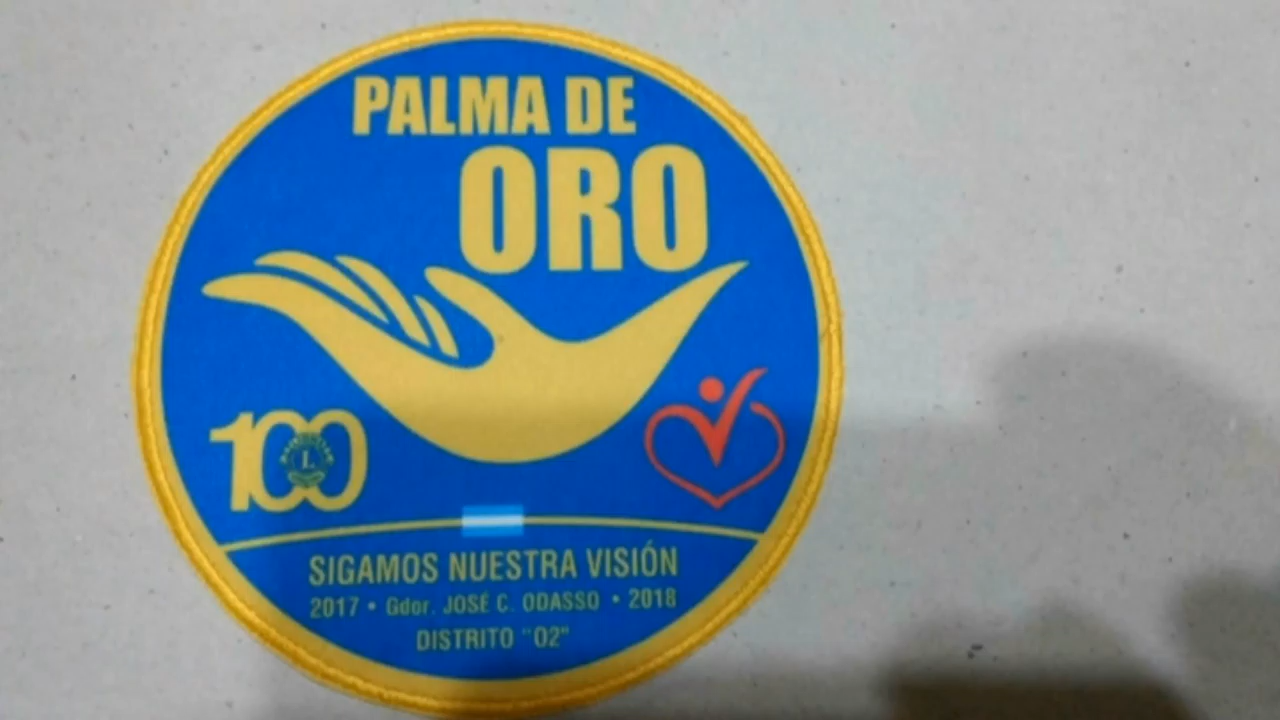 PALMA DE
ORO
100
L
SIGAMOS NUESTRA VISIÓN
2017 • Gdor. JOSÉ C. ODASSO • 2018
DISTRITO "O2"